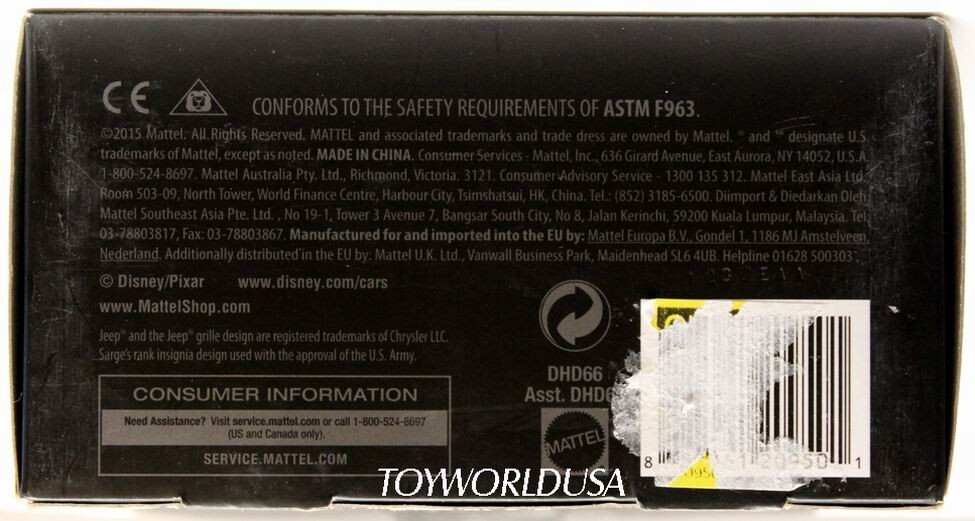 CE CONFORMS TO THE SAFETY REQUIREMENTS OF ASTM F963.
©2015 Mattel. All Rights Reserved. MATTEL and associated trademarks and trade dress are owned by Mattel. ® and ™ designate U.S.
trademarks of Mattel, except as noted. MADE IN CHINA. Consumer Services - Mattel, Inc., 636 Girard Avenue, East Aurora, NY 14052, U.S.A.
1-800-524-8697. Mattel Australia Pty. Ltd., Richmond, Victoria. 3121. Consumer Advisory Service - 1300 135 312. Mattel East Asia Ltd.,
Room 503-09, North Tower, World Finance Centre, Harbour City, Tsimshatsui, HK, China. Tel.: (852) 3185-6500. Diimport & Diedarkan Oleh:
Mattel Southeast Asia Pte. Ltd. , No 19-1, Tower 3 Avenue 7, Bangsar South City, No 8, Jalan Kerinchi, 59200 Kuala Lumpur, Malaysia. Tel:
03-78803817, Fax: 03-78803867. Manufactured for and imported into the EU by: Mattel Europa B.V., Gondel 1, 1186 MJ Amstelveen,
Nederland. Additionally distributed in the EU by: Mattel U.K. Ltd., Vanwall Business Park, Maidenhead SL6 4UB. Helpline 01628 500303.
© Disney/Pixar www.disney.com/cars
www.MattelShop.com
Jeep® and the Jeep® grille design are registered trademarks of Chrysler LLC.
Sarge's rank insignia design used with the approval of the U.S. Army.
DHD66
Asst.
CONSUMER INFORMATION
Need Assistance? Visit service.mattel.com or call 1-800-524-8697
(US and Canada only).
SERVICE.MATTEL.COM
MATTEL
8 20950 1
TOYWORLDUSA